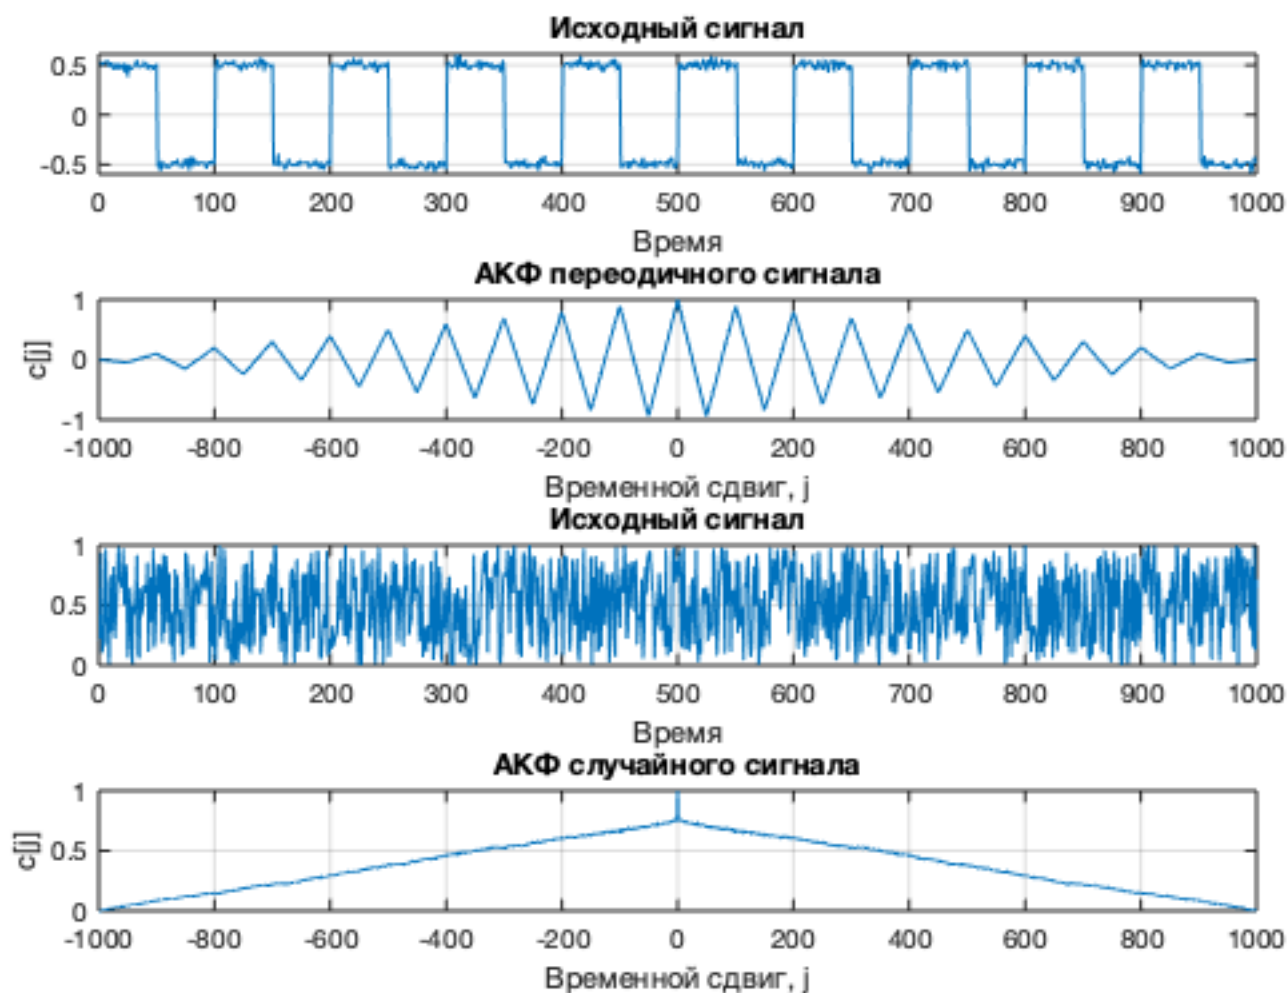 Исходный сигнал
0.5
0
-0.5
0 100 200 300 400 500 600 700 800 900 1000
Время
АКФ переодичного сигнала
1
0
-1
c[j]
-1000 -800 -600 -400 -200 0 200 400 600 800 1000
Временной сдвиг, j
Исходный сигнал
1
0.5
0
0 100 200 300 400 500 600 700 800 900 1000
Время
АКФ случайного сигнала
1
0.5
0
c[j]
-1000 -800 -600 -400 -200 0 200 400 600 800 1000
Временной сдвиг, j